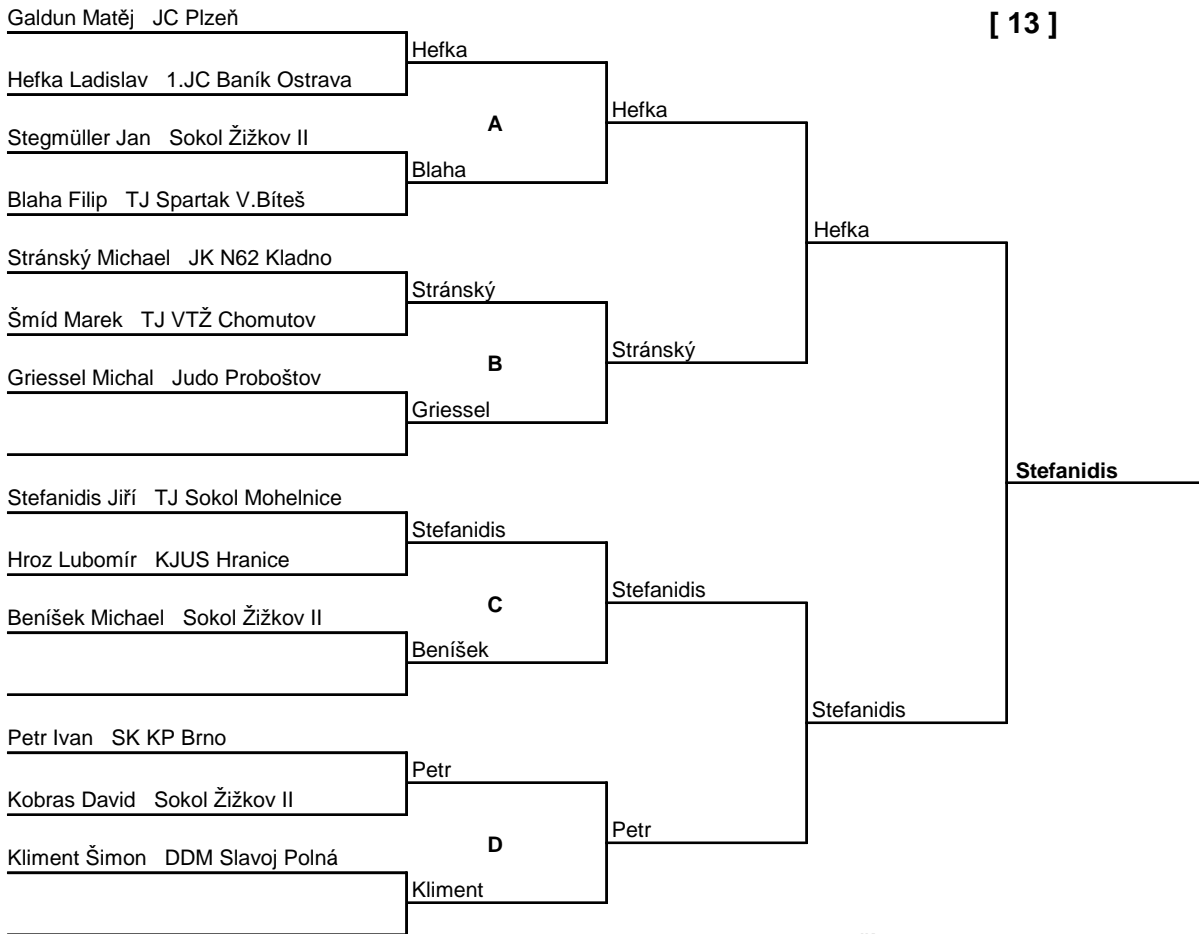 Galdun Matěj JC Plzeň
[ 13 ]
Hefka
Hefka Ladislav 1.JC Baník Ostrava
Hefka
A
Stegmüller Jan Sokol Žižkov II
Blaha
Blaha Filip TJ Spartak V.Bíteš
Hefka
Stránský Michael JK N62 Kladno
Stránský
Šmíd Marek TJ VTŽ Chomutov
Stránský
B
Griessel Michal Judo Proboštov
Griessel
Stefanidis
Stefanidis Jiří TJ Sokol Mohelnice
Stefanidis
Hroz Lubomír KJUS Hranice
Stefanidis
C
Beníšek Michael Sokol Žižkov II
Beníšek
Stefanidis
Petr Ivan SK KP Brno
Petr
Kobras David Sokol Žižkov II
Petr
D
Kliment Šimon DDM Slavoj Polná
Kliment